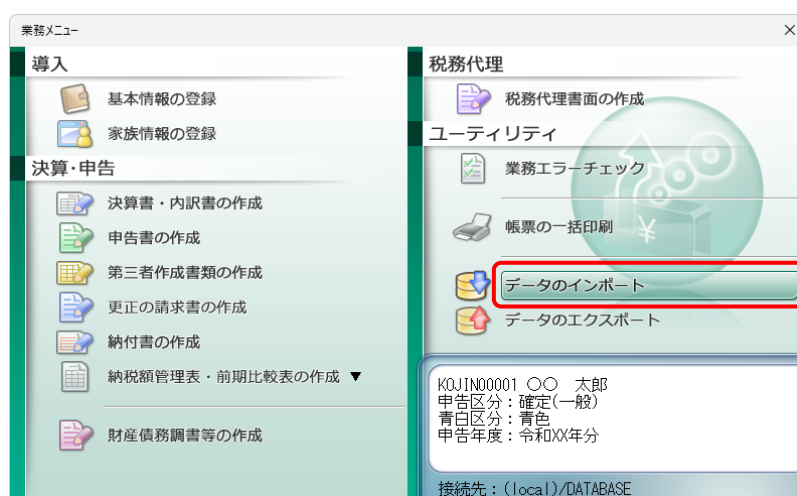 業務メニュー
導入
基本情報の登録
家族情報の登録
決算・申告
決算書・内訳書の作成
申告書の作成
第三者作成書類の作成
更正の請求書の作成
納付書の作成
納税額管理表・前期比較表の作成 ▼
財産債務調書等の作成
税務代理
税務代理書面の作成
ユーティリティ
業務エラーチェック
帳票の一括印刷
データのインポート
データのエクスポート
KOJIN00001 ○○　太郎
申告区分：確定(一般)
青白区分：青色
申告年度：令和XX年分
接続先：(local)/DATABASE